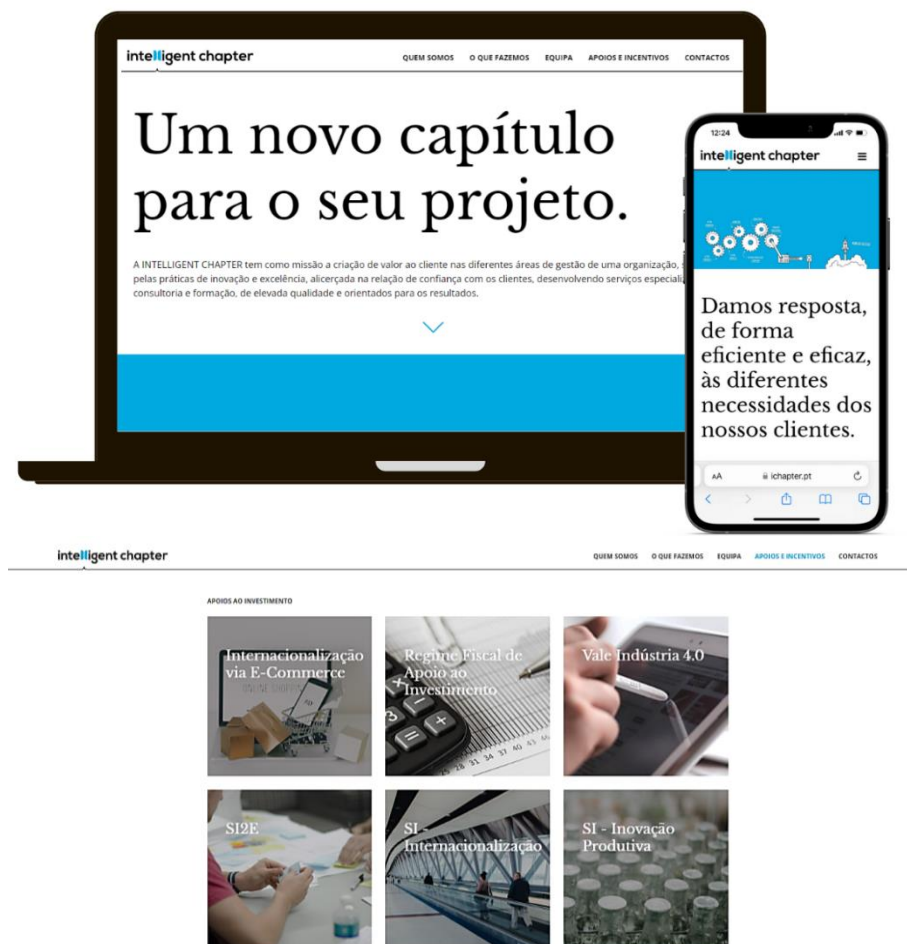 intelligent chapter
QUEM SOMOS O QUE FAZEMOS EQUIPA APOIOS E INCENTIVOS CONTACTOS
Um novo capítulo
para o seu projeto.
A INTELLIGENT CHAPTER tem como missão a criação de valor ao cliente nas diferentes áreas de gestão de uma organização,
pelas práticas de inovação e excelência, alicerçada na relação de confiança com os clientes, desenvolvendo serviços
consultoria e formação, de elevada qualidade e orientados para os resultados.
12:24
intelligent chapter
Damos resposta,
de forma
eficiente e eficaz,
às diferentes
necessidades dos
nossos clientes.
AA ichapter.pt
intelligent chapter
QUEM SOMOS O QUE FAZEMOS EQUIPA APOIOS E INCENTIVOS CONTACTOS
APOIOS AO INVESTIMENTO
Internacionalização
via E-Commerce
ONLINE SHOPPING
Regime Fiscal de
Apoio ao
Investimento
Vale Indústria 4.0
SI2E
SI -
Internacionalização
SI - Inovação
Produtiva